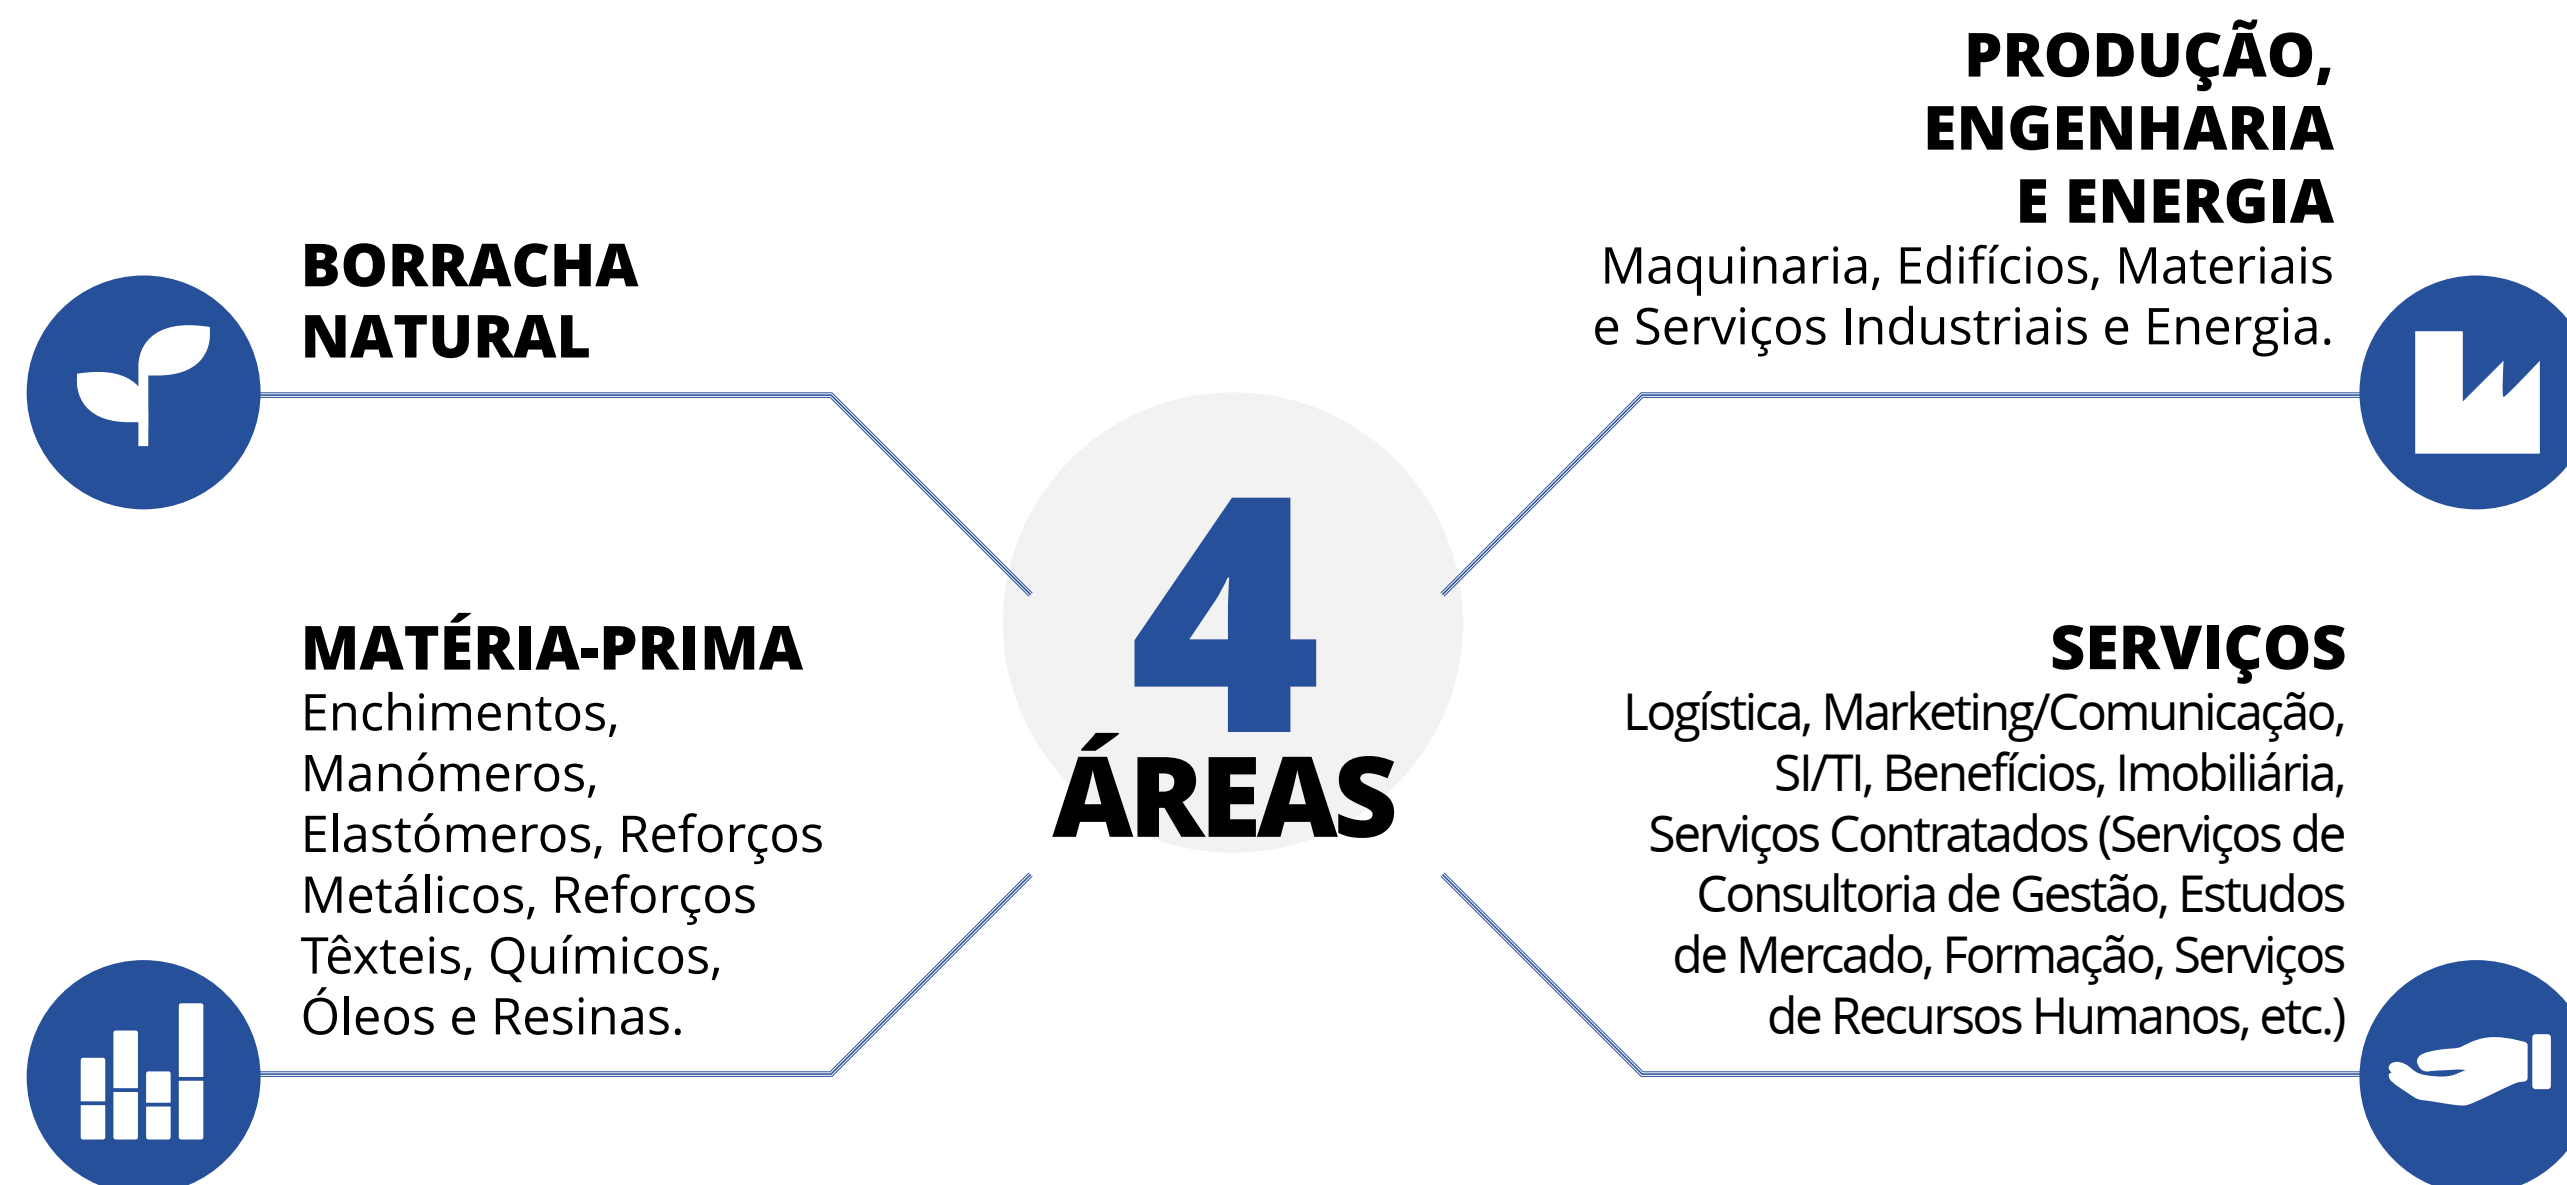 BORRACHA
NATURAL
PRODUÇÃO,
ENGENHARIA
E ENERGIA
Maquinaria, Edifícios, Materiais
e Serviços Industriais e Energia.
4
ÁREAS
MATÉRIA-PRIMA
Enchimentos,
Manómeros,
Elastómeros, Reforços
Metálicos, Reforços
Têxteis, Químicos,
Óleos e Resinas.
SERVIÇOS
Logística, Marketing/Comunicação,
SI/TI, Benefícios, Imobiliária,
Serviços Contratados (Serviços de
Consultoria de Gestão, Estudos
de Mercado, Formação, Serviços
de Recursos Humanos, etc.)